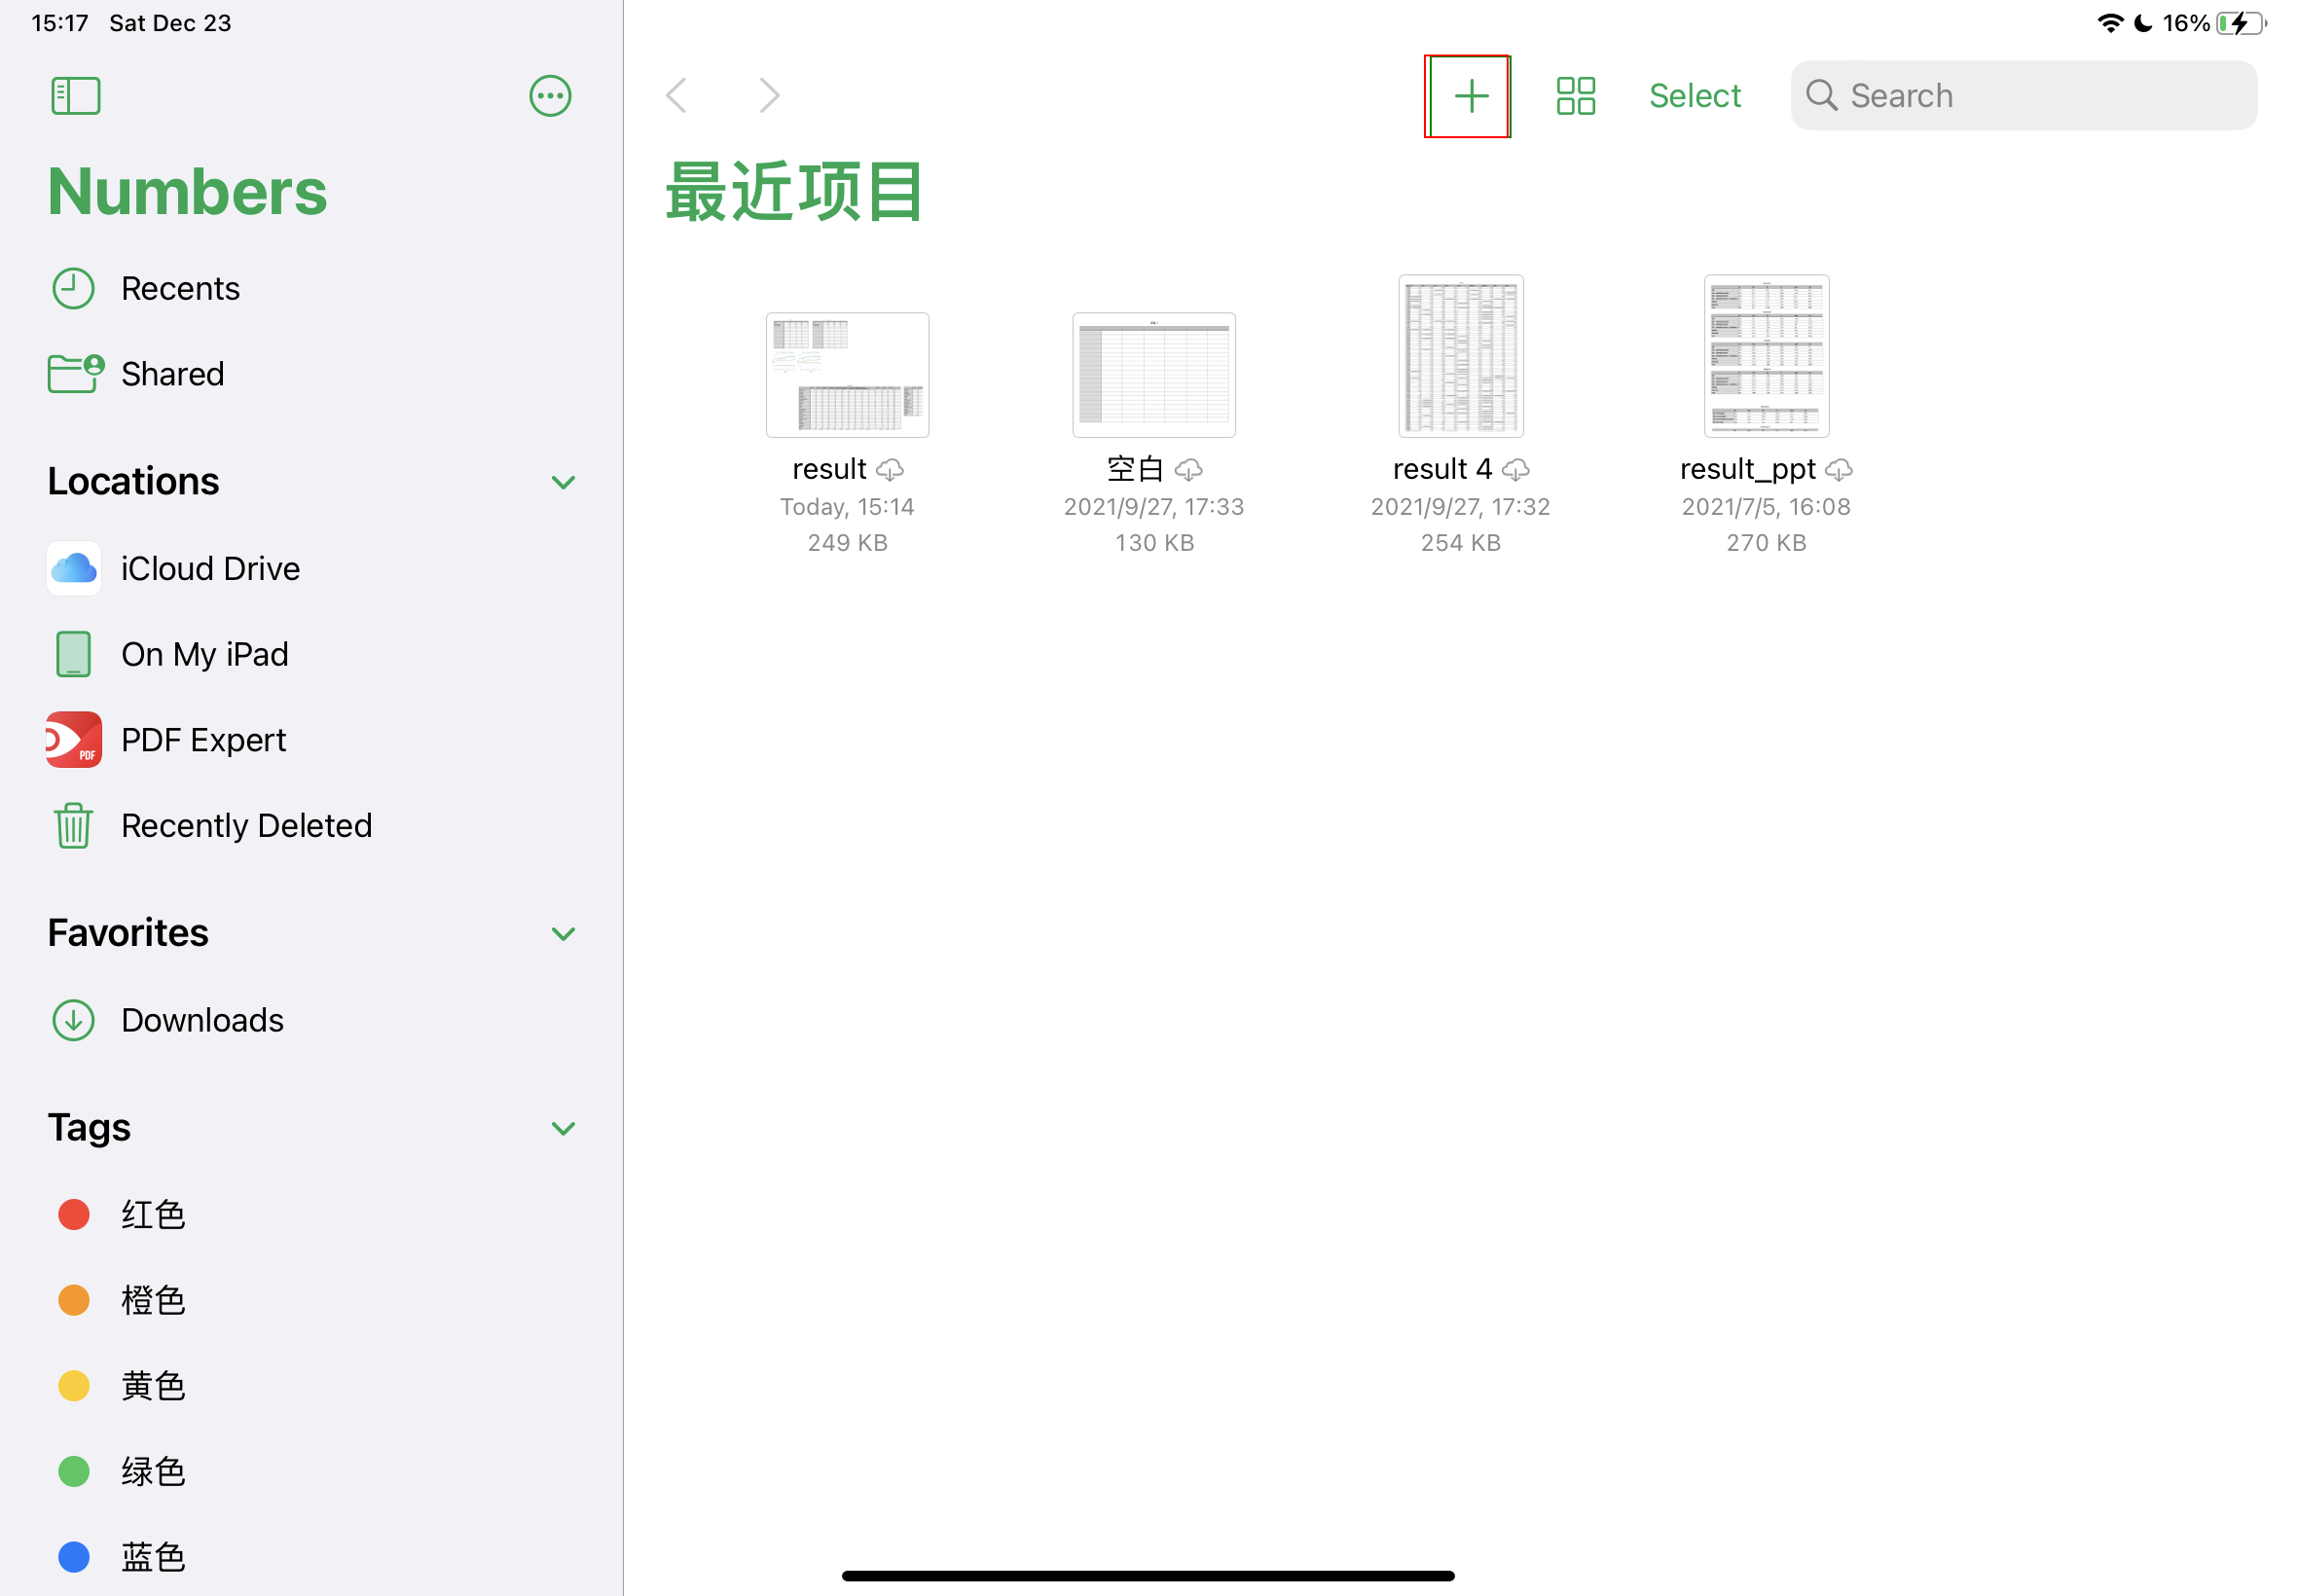 15:17 Sat Dec 23
16%
Numbers
Recents
Shared
Locations
iCloud Drive
On My iPad
PDF
PDF Expert
Recently Deleted
Favorites
Downloads
Tags
红色
橙色
黄色
绿色
蓝色
Select
Search
最近项目
result
Today, 15:14
249 KB
空白
2021/9/27, 17:33
130 KB
result 4
2021/9/27, 17:32
254 KB
result_ppt
2021/7/5, 16:08
270 KB